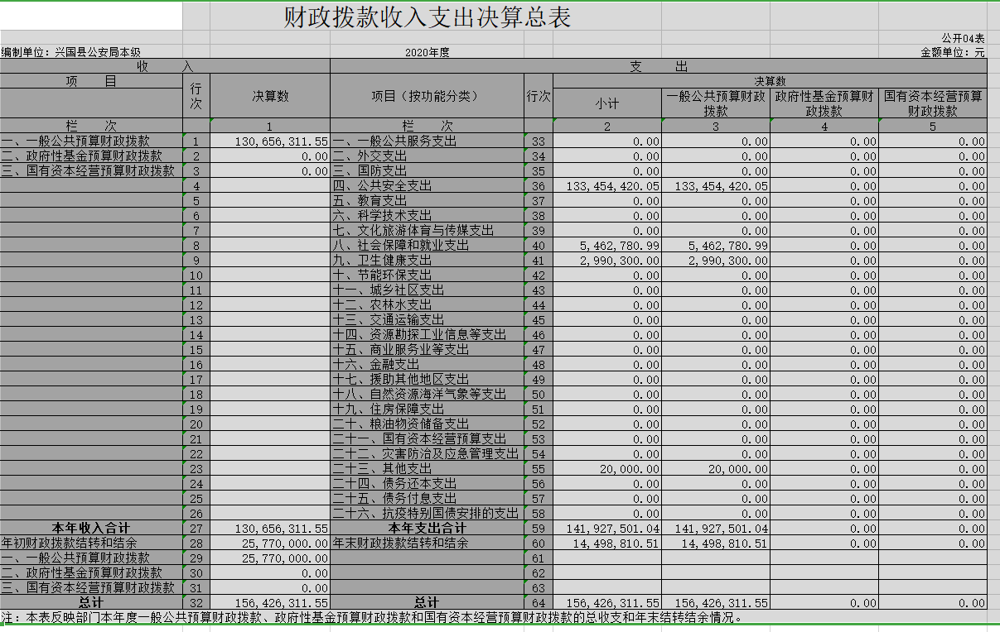 财政拨款收入支出决算总表
公开04表
编制单位：兴国县公安局本级 2020年度 金额单位：元
收 入 支 出
项 目 行次 决算数 项目（按功能分类） 行次 决算数
小计 一般公共预算财政拨款 政府性基金预算财政拨款 国有资本经营预算财政拨款
栏 次 1 栏 次 2 3 4 5
一、一般公共预算财政拨款 1 130,656,311.55 一、一般公共服务支出 33 0.00 0.00 0.00 0.00
二、政府性基金预算财政拨款 2 0.00 二、外交支出 34 0.00 0.00 0.00 0.00
三、国有资本经营预算财政拨款 3 0.00 三、国防支出 35 0.00 0.00 0.00 0.00
4 四、公共安全支出 36 133,454,420.05 133,454,420.05 0.00 0.00
5 五、教育支出 37 0.00 0.00 0.00 0.00
6 六、科学技术支出 38 0.00 0.00 0.00 0.00
7 七、文化旅游体育与传媒支出 39 0.00 0.00 0.00 0.00
8 八、社会保障和就业支出 40 5,462,780.99 5,462,780.99 0.00 0.00
9 九、卫生健康支出 41 2,990,300.00 2,990,300.00 0.00 0.00
10 十、节能环保支出 42 0.00 0.00 0.00 0.00
11 十一、城乡社区支出 43 0.00 0.00 0.00 0.00
12 十二、农林水支出 44 0.00 0.00 0.00 0.00
13 十三、交通运输支出 45 0.00 0.00 0.00 0.00
14 十四、资源勘探工业信息等支出 46 0.00 0.00 0.00 0.00
15 十五、商业服务业等支出 47 0.00 0.00 0.00 0.00
16 十六、金融支出 48 0.00 0.00 0.00 0.00
17 十七、援助其他地区支出 49 0.00 0.00 0.00 0.00
18 十八、自然资源海洋气象等支出 50 0.00 0.00 0.00 0.00
19 十九、住房保障支出 51 0.00 0.00 0.00 0.00
20 二十、粮油物资储备支出 52 0.00 0.00 0.00 0.00
21 二十一、国有资本经营预算支出 53 0.00 0.00 0.00 0.00
22 二十二、灾害防治及应急管理支出 54 0.00 0.00 0.00 0.00
23 二十三、其他支出 55 20,000.00 20,000.00 0.00 0.00
24 二十四、债务还本支出 56 0.00 0.00 0.00 0.00
25 二十五、债务付息支出 57 0.00 0.00 0.00 0.00
26 二十六、抗疫特别国债安排的支出 58 0.00 0.00 0.00 0.00
本年收入合计 27 130,656,311.55 本年支出合计 59 141,927,501.04 141,927,501.04 0.00 0.00
年初财政拨款结转和结余 28 25,770,000.00 年末财政拨款结转和结余 60 14,498,810.51 14,498,810.51 0.00 0.00
一、一般公共预算财政拨款 29 25,770,000.00 61
二、政府性基金预算财政拨款 30 0.00 62
三、国有资本经营预算财政拨款 31 0.00 63
总计 32 156,426,311.55 总计 64 156,426,311.55 156,426,311.55 0.00 0.00
注：本表反映部门本年度一般公共预算财政拨款、政府性基金预算财政拨款和国有资本经营预算财政拨款的总收支和年末结转结余情况。